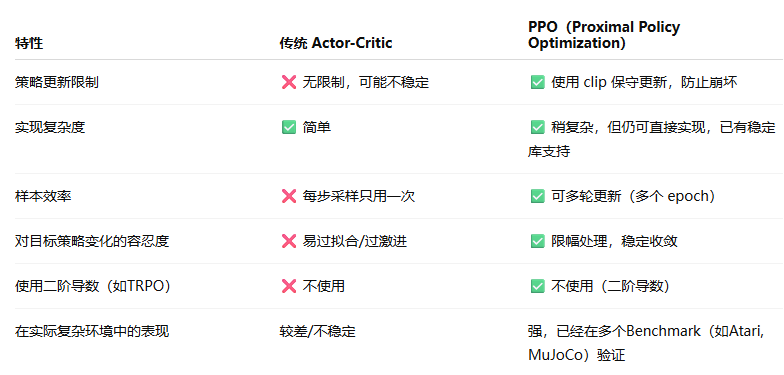 特性 传统 Actor-Critic PPO（Proximal Policy
Optimization）
策略更新限制 ❌ 无限制，可能不稳定 ✅ 使用 clip 保守更新，防止崩坏
实现复杂度 ✅ 简单 ✅ 稍复杂，但仍可直接实现，已有稳定
库支持
样本效率 ❌ 每步采样只用一次 ✅ 可多轮更新（多个 epoch）
对目标策略变化的容忍度 ❌ 易过拟合/过激进 ✅ 限幅处理，稳定收敛
使用二阶导数（如TRPO） ❌ 不使用 ✅ 不使用（二阶导数）
在实际复杂环境中的表现 较差/不稳定 强，已经在多个Benchmark（如Atari,
MuJoCo）验证